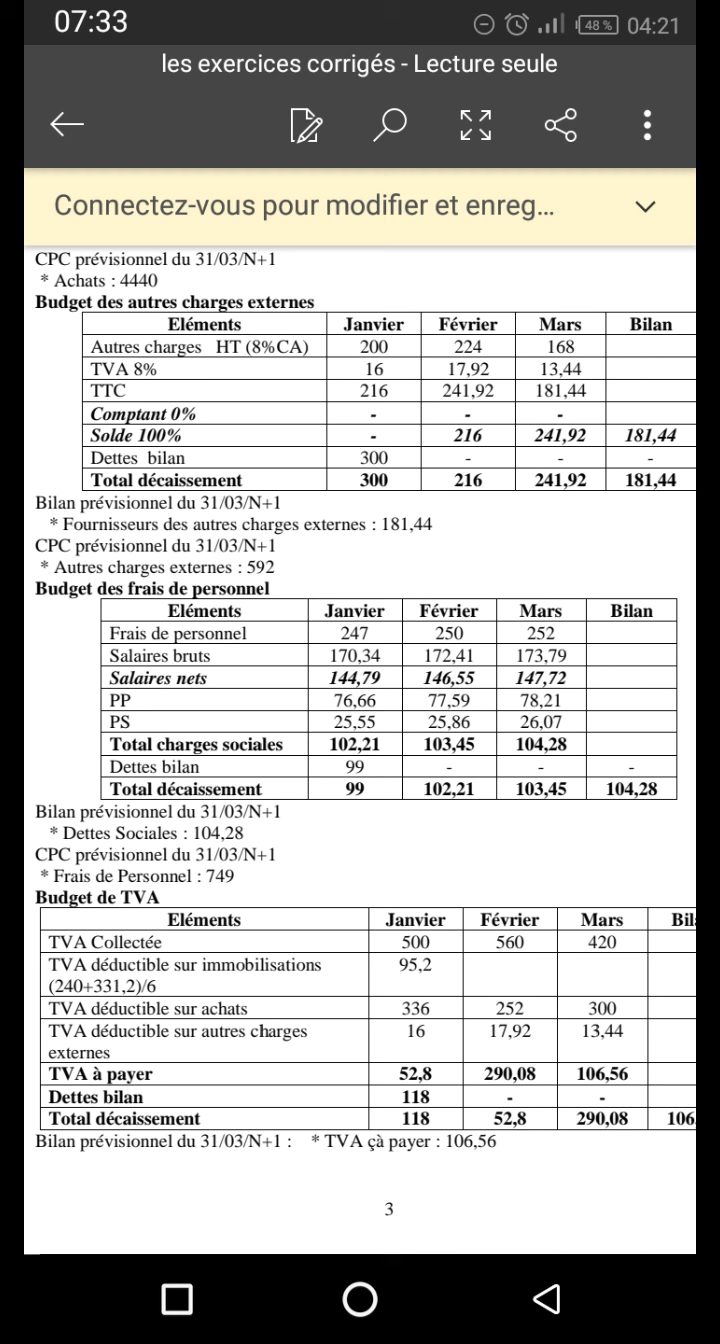 07:33 48 % 04:21
les exercices corrigés - Lecture seule
Connectez-vous pour modifier et enreg...
CPC prévisionnel du 31/03/N+1
* Achats : 4440
Budget des autres charges externes
Eléments Janvier Février Mars Bilan
Autres charges HT (8%CA) 200 224 168
TVA 8% 16 17,92 13,44
TTC 216 241,92 181,44
Comptant 0% - - -
Solde 100% - 216 241,92 181,44
Dettes bilan 300 - - -
Total décaissement 300 216 241,92 181,44
Bilan prévisionnel du 31/03/N+1
* Fournisseurs des autres charges externes : 181,44
CPC prévisionnel du 31/03/N+1
* Autres charges externes : 592
Budget des frais de personnel
Eléments Janvier Février Mars Bilan
Frais de personnel 247 250 252
Salaires bruts 170,34 172,41 173,79
Salaires nets 144,79 146,55 147,72
PP 76,66 77,59 78,21
PS 25,55 25,86 26,07
Total charges sociales 102,21 103,45 104,28
Dettes bilan 99 - - -
Total décaissement 99 102,21 103,45 104,28
Bilan prévisionnel du 31/03/N+1
* Dettes Sociales : 104,28
CPC prévisionnel du 31/03/N+1
* Frais de Personnel : 749
Budget de TVA
Eléments Janvier Février Mars Bil
TVA Collectée 500 560 420
TVA déductible sur immobilisations 95,2
(240+331,2)/6
TVA déductible sur achats 336 252 300
TVA déductible sur autres charges 16 17,92 13,44
externes
TVA à payer 52,8 290,08 106,56
Dettes bilan 118 - -
Total décaissement 118 52,8 290,08 106,
Bilan prévisionnel du 31/03/N+1 : * TVA çà payer : 106,56
3